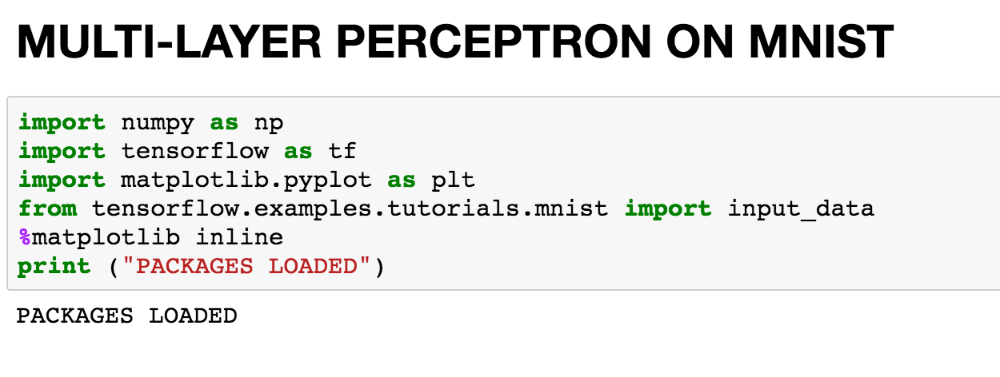 MULTI-LAYER PERCEPTRON ON MNIST
import numpy as np
import tensorflow as tf
import matplotlib.pyplot as plt
from tensorflow.examples.tutorials.mnist import input_data
%matplotlib inline
print ("PACKAGES LOADED")
PACKAGES LOADED